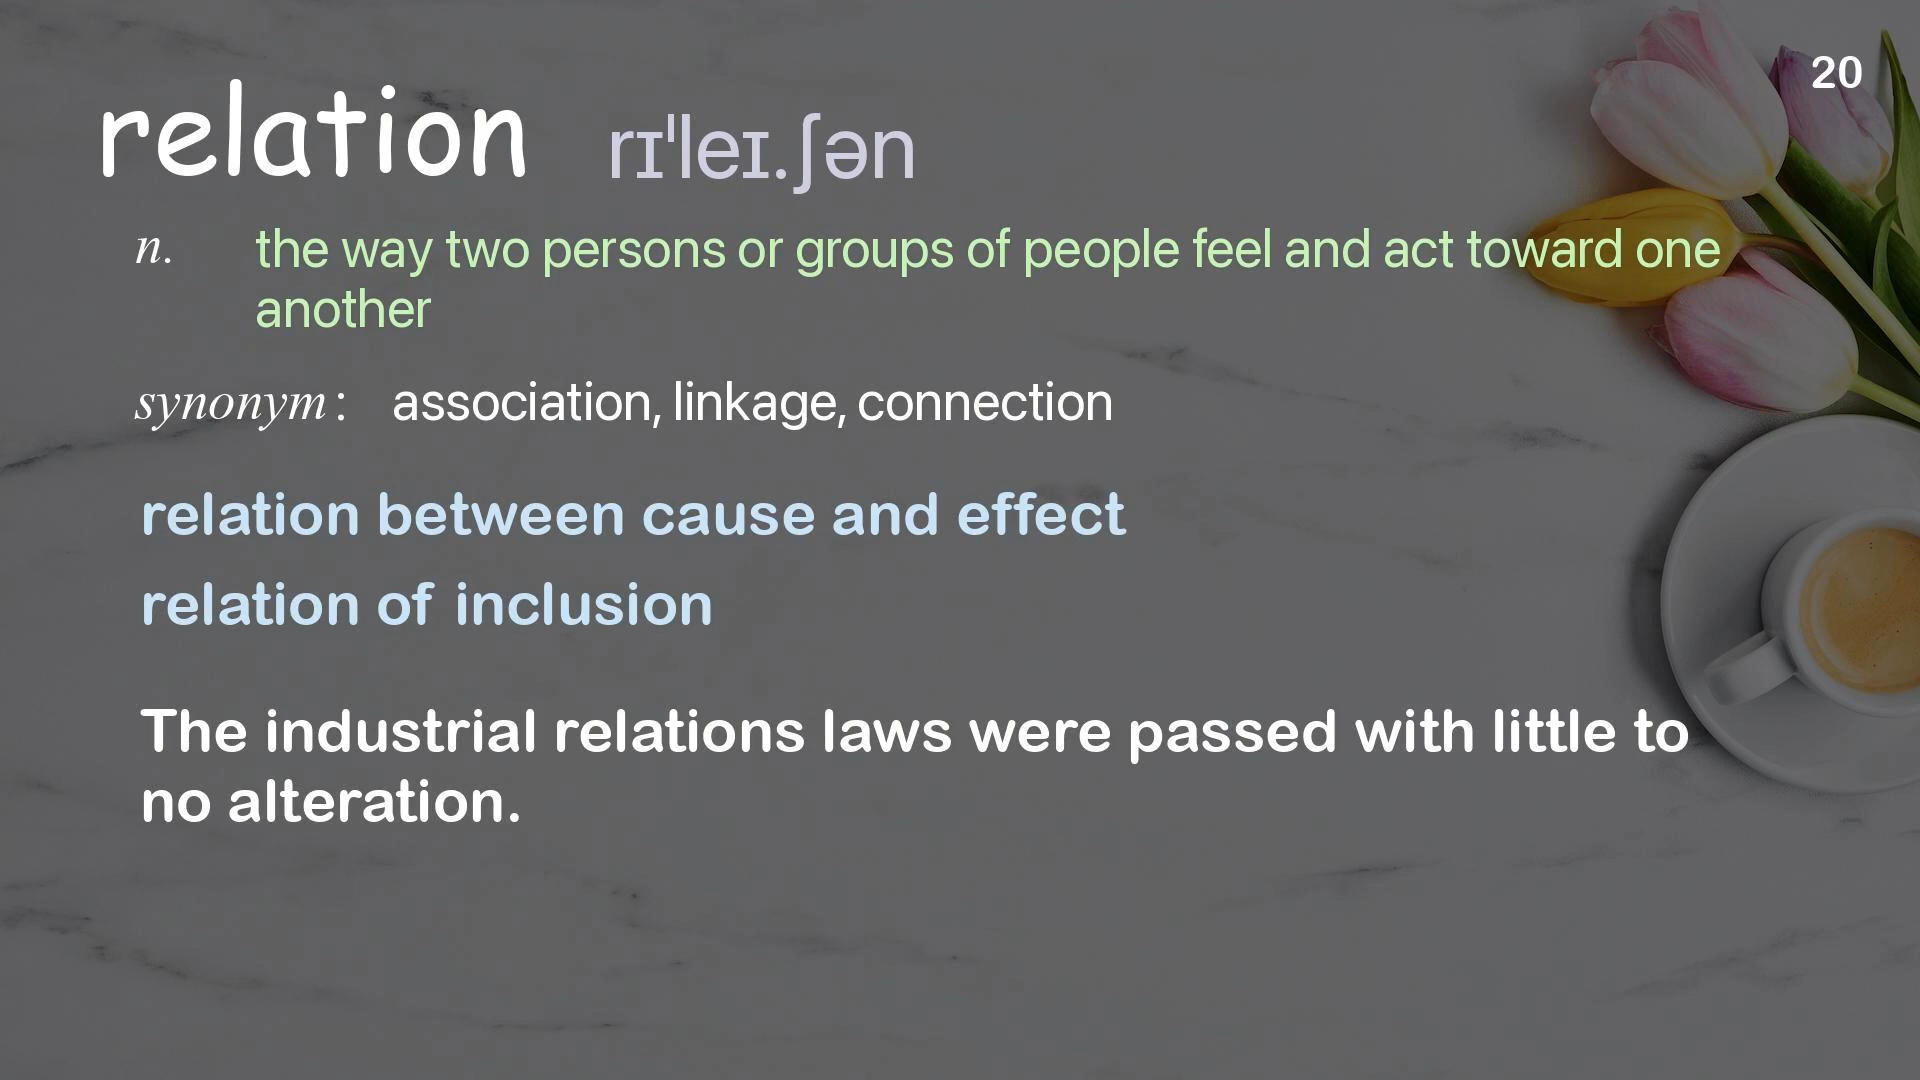 20
relation rɪˈleɪ.ʃən
n. the way two persons or groups of people feel and act toward one
another
synonym: association, linkage, connection
relation between cause and effect
relation of inclusion
The industrial relations laws were passed with little to
no alteration.